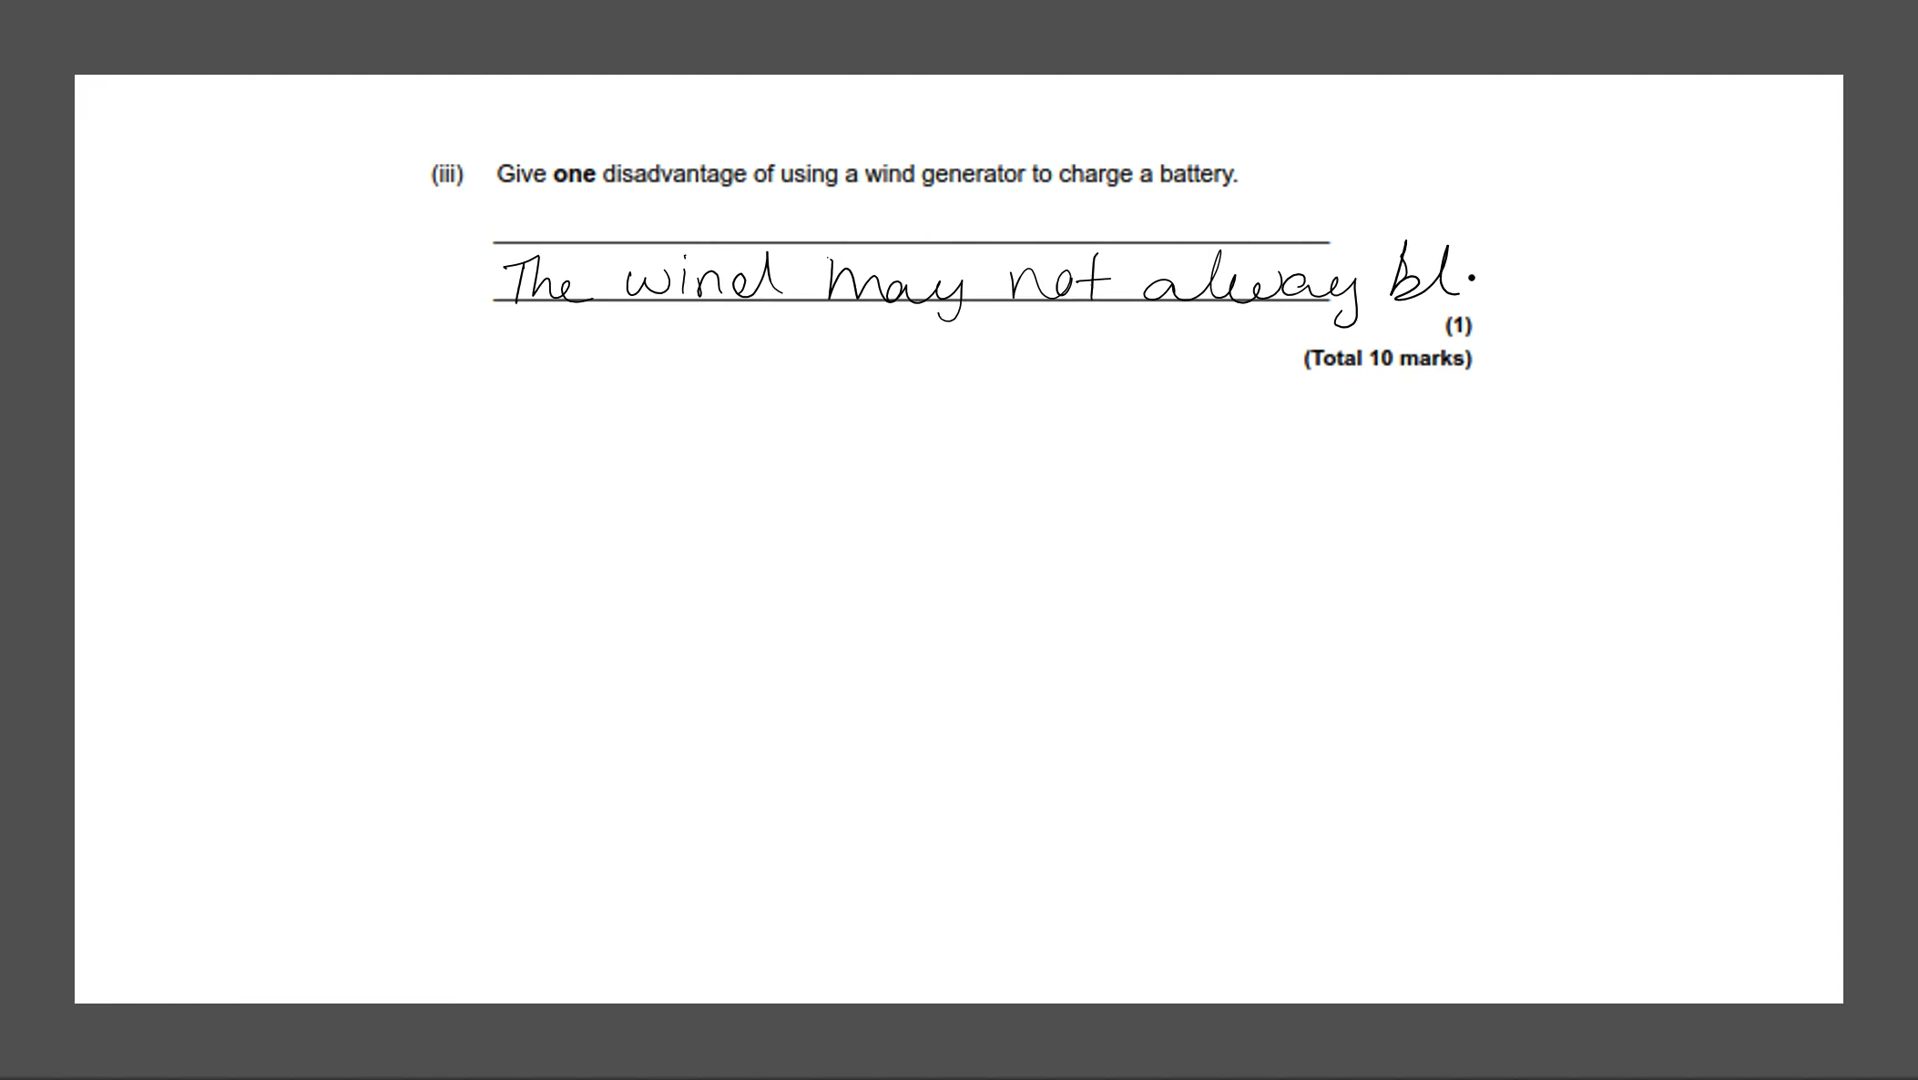 (iii) Give one disadvantage of using a wind generator to charge a battery.
The wind may not alway bl.
(1)
(Total 10 marks)